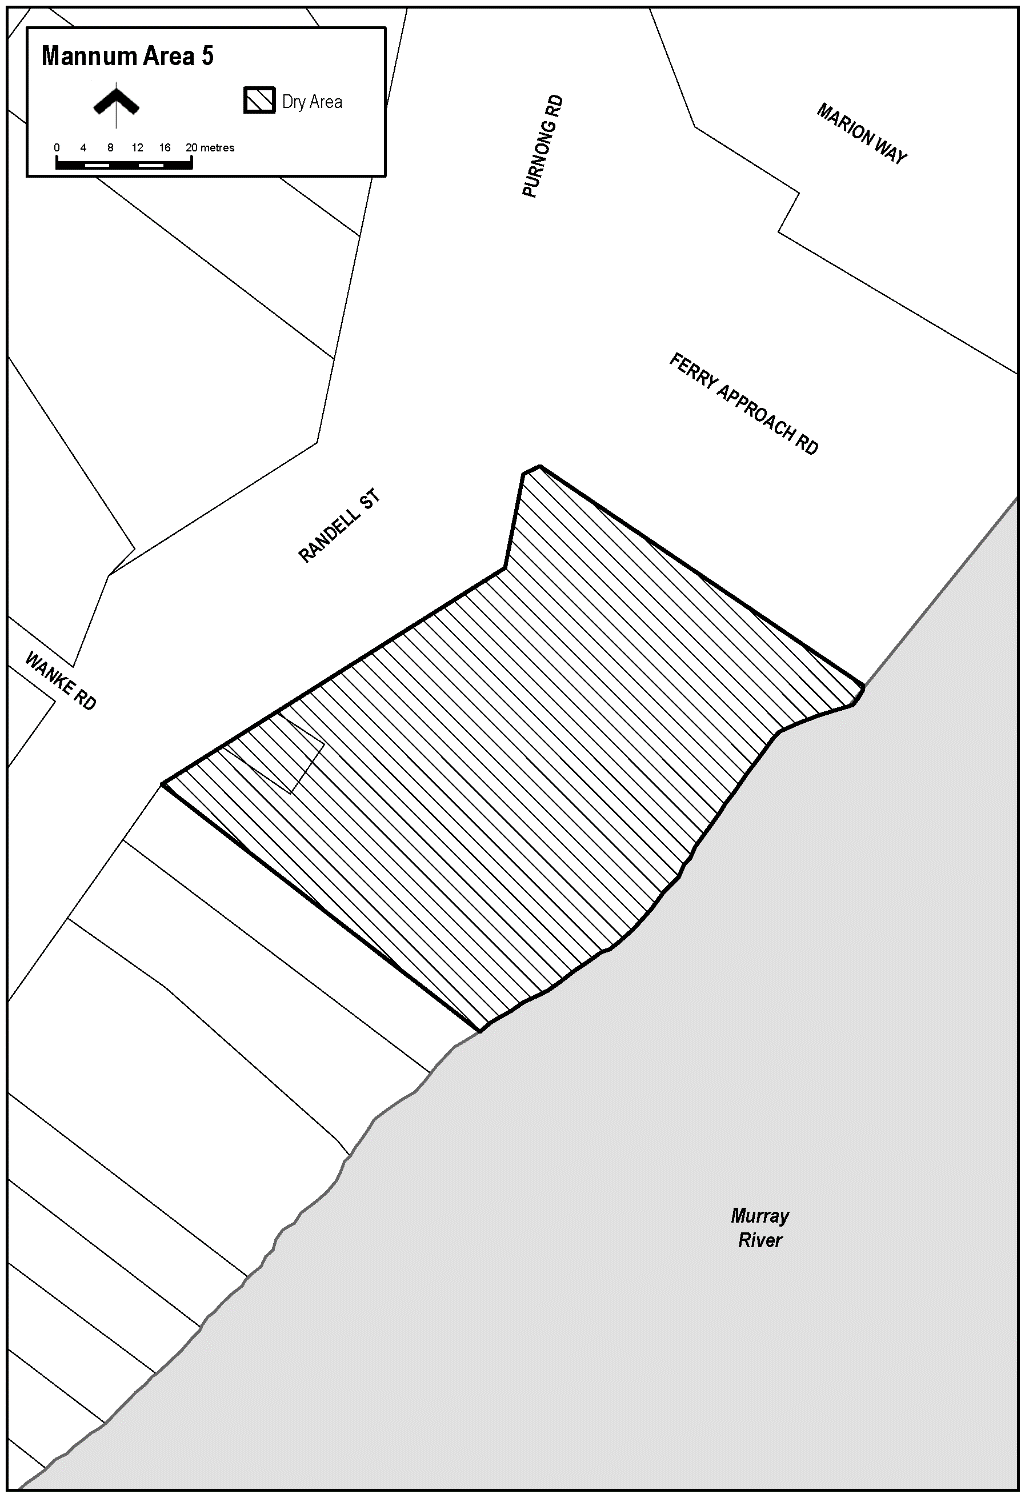 Mannum Area 5
Dry Area
0 4 8 12 16 20 metres
PURNONG RD
MARION WAY
FERRY APPROACH RD
RANDELL ST
WANKE RD
Murray
River